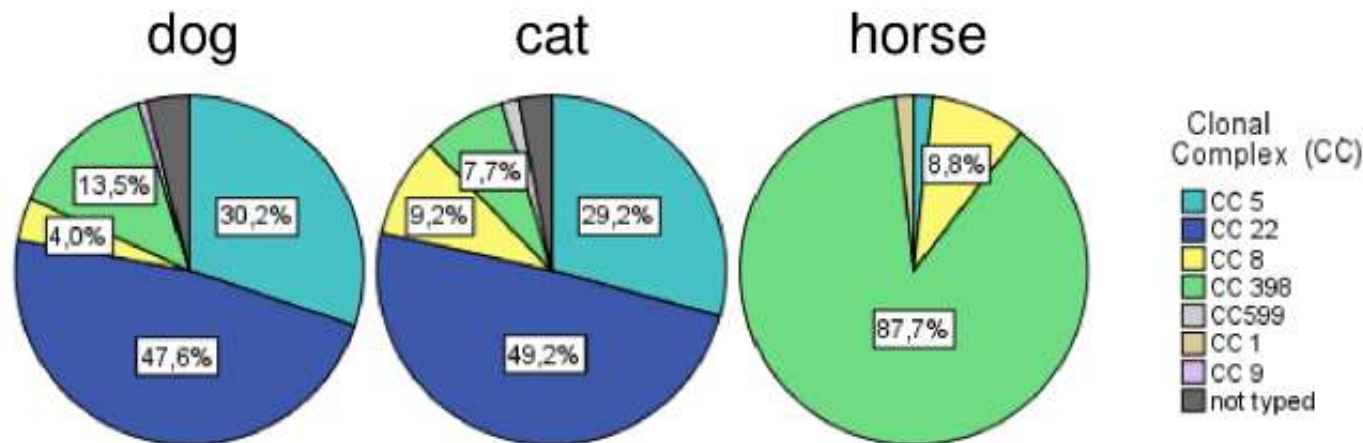 dog
cat
horse
30,2%
47,6%
4,0%
13,5%
29,2%
49,2%
9,2%
7,7%
8,8%
87,7%
Clonal
Complex (CC)
CC 5
CC 22
CC 8
CC 398
CC599
CC 1
CC 9
not typed